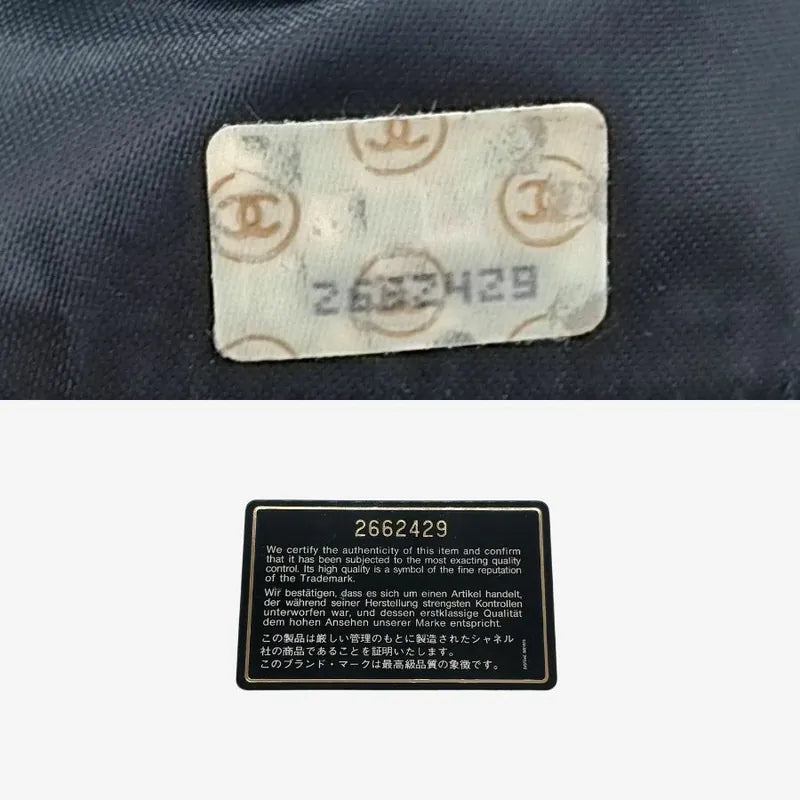 2662429
2662429
We certify the authenticity of this item and confirm
that it has been subjected to the most exacting quality
control. Its high quality is a symbol of the fine reputation
of the Trademark.
Wir bestätigen, dass es sich um einen Artikel handelt,
der während seiner Herstellung strengsten Kontrollen
unterworfen war, und dessen erstklassige Qualität
dem hohen Ansehen unserer Marke entspricht.
この製品は厳しい管理のもとに製造されたシャネル
社の商品であることを証明いたします。
このブランド・マークは最高級品質の象徴です。